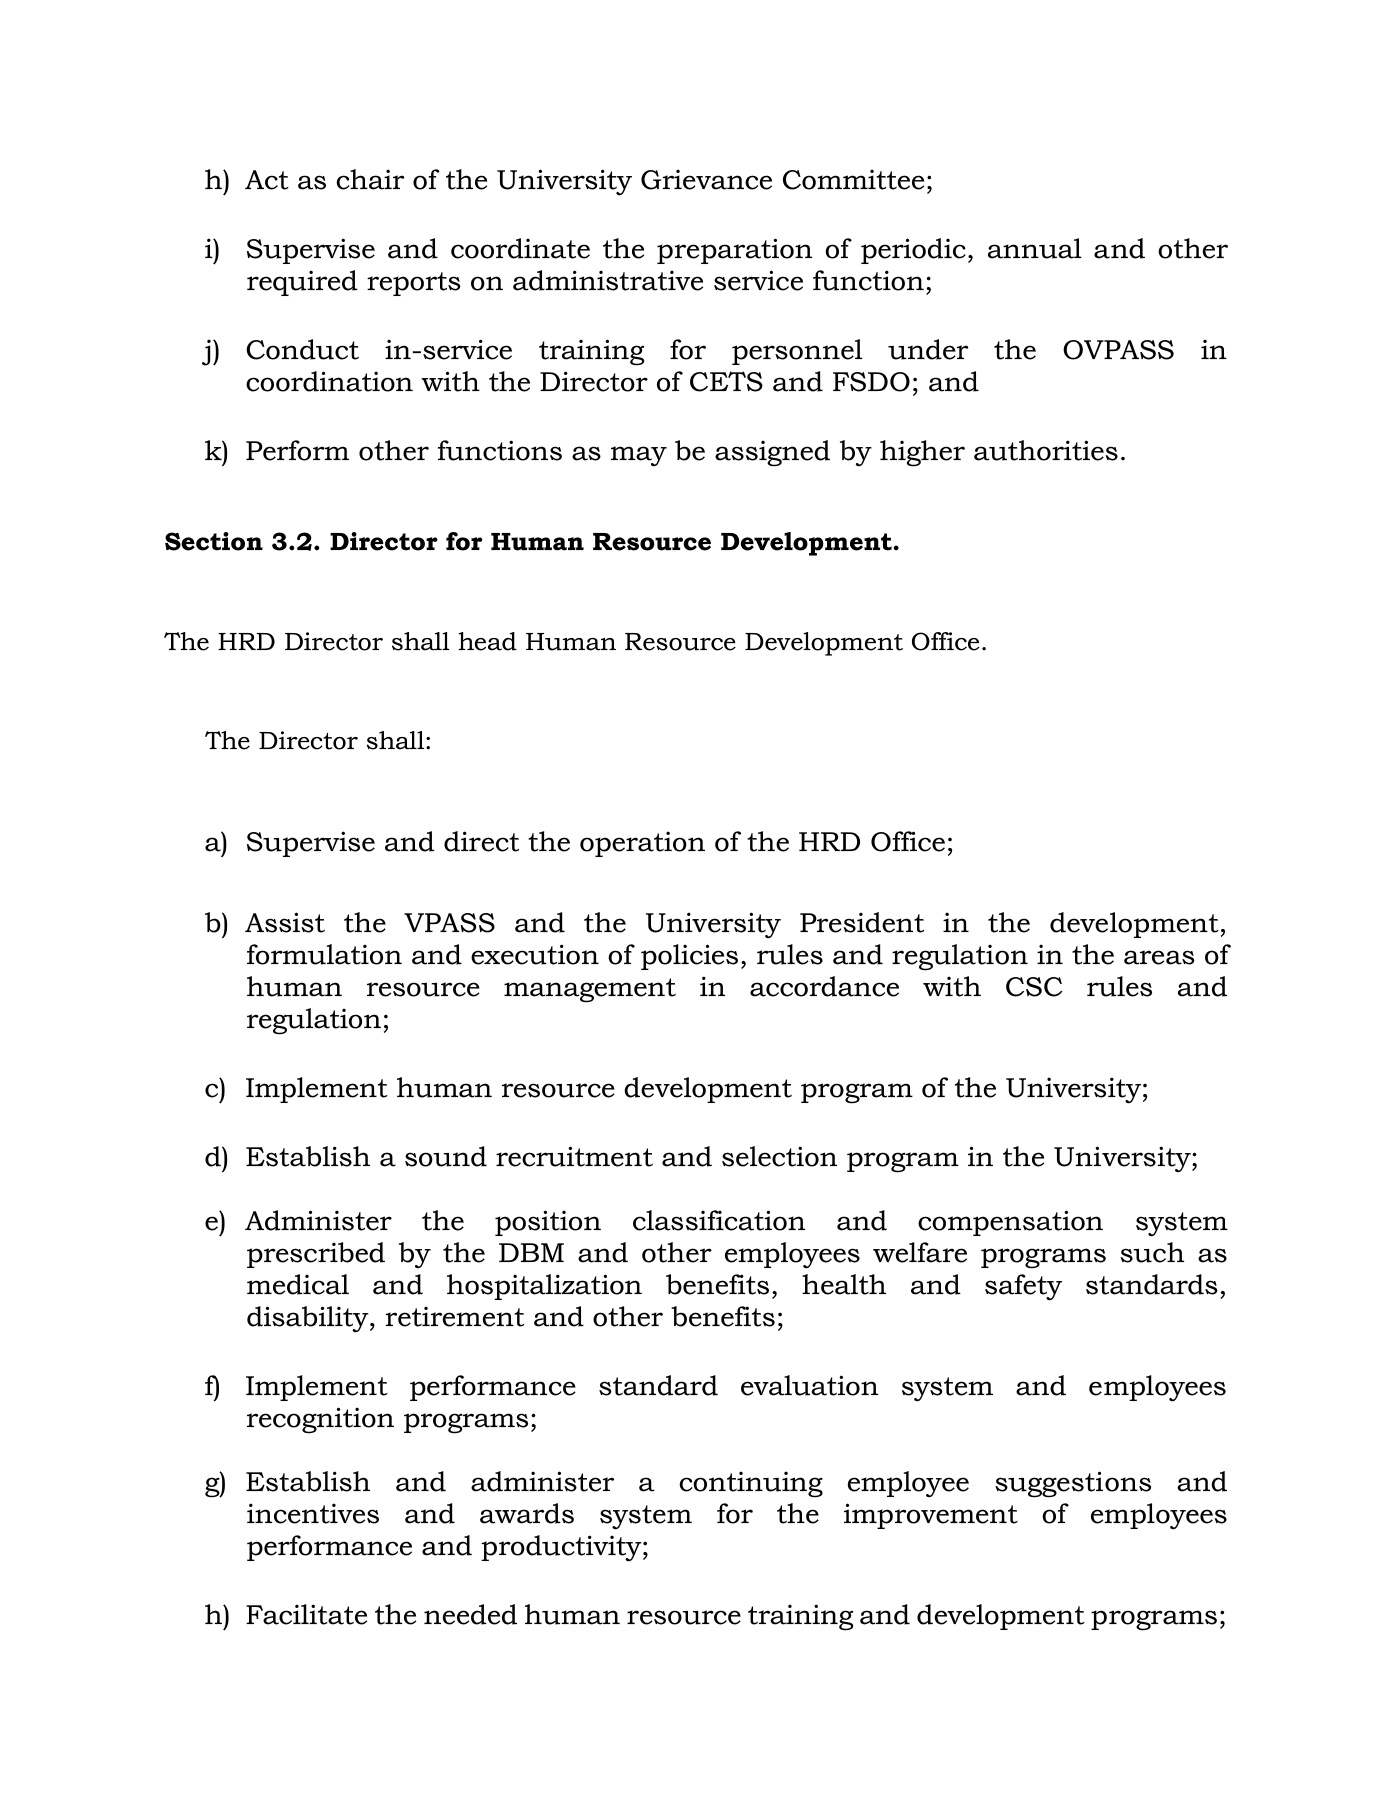 h) Act as chair of the University Grievance Committee;
i) Supervise and coordinate the preparation of periodic, annual and other
required reports on administrative service function;
j) Conduct in-service training for personnel under the OVPASS in
coordination with the Director of CETS and FSDO; and
k) Perform other functions as may be assigned by higher authorities.
Section 3.2. Director for Human Resource Development.
The HRD Director shall head Human Resource Development Office.
The Director shall:
a) Supervise and direct the operation of the HRD Office;
b) Assist the VPASS and the University President in the development,
formulation and execution of policies, rules and regulation in the areas of
human resource management in accordance with CSC rules and
regulation;
c) Implement human resource development program of the University;
d) Establish a sound recruitment and selection program in the University;
e) Administer the position classification and compensation system
prescribed by the DBM and other employees welfare programs such as
medical and hospitalization benefits, health and safety standards,
disability, retirement and other benefits;
f) Implement performance standard evaluation system and employees
recognition programs;
g) Establish and administer a continuing employee suggestions and
incentives and awards system for the improvement of employees
performance and productivity;
h) Facilitate the needed human resource training and development programs;